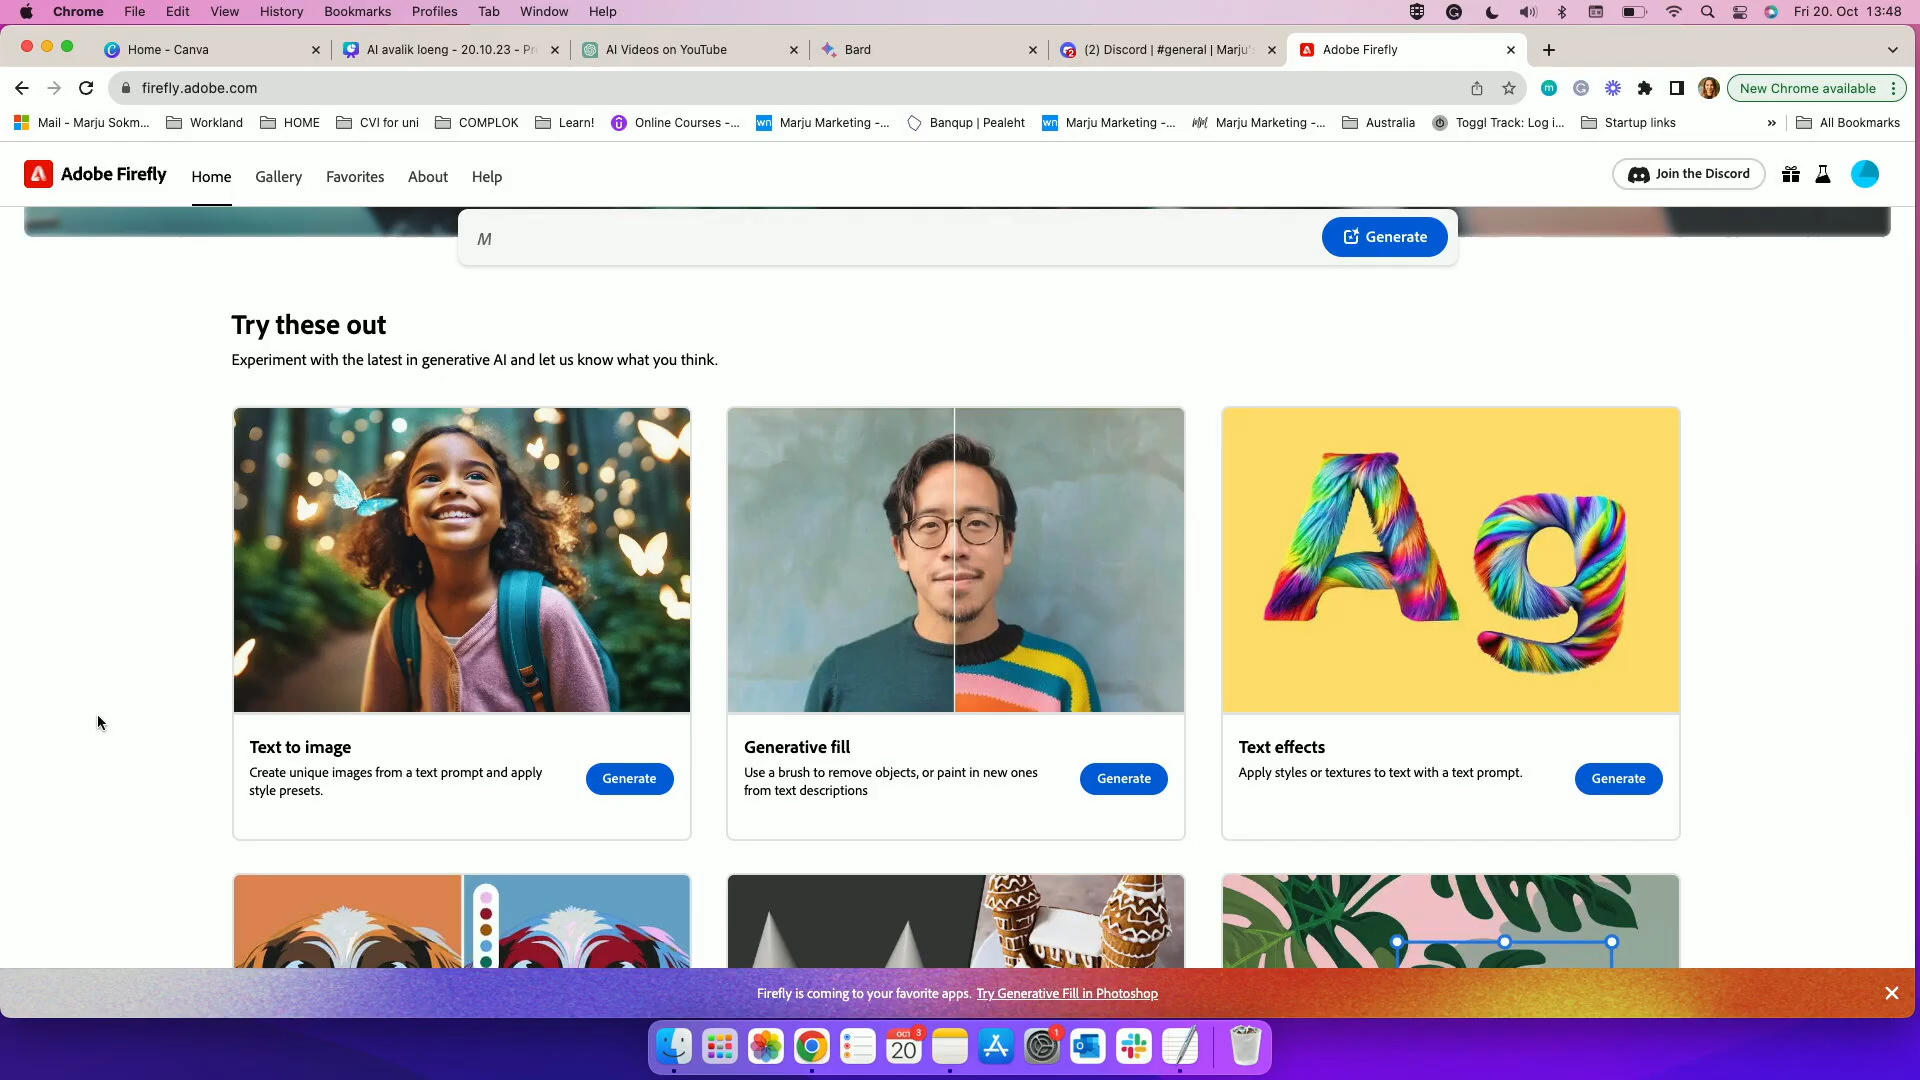 Chrome File Edit View History Bookmarks Profiles Tab Window Help Fri 20. Oct 13:48
Home - Canva AI avalik loeng - 20.10.23 - Pr AI Videos on YouTube Bard (2) Discord | #general | Marju's Adobe Firefly
firefly.adobe.com New Chrome available
Mail - Marju Sokm... Workland HOME CVI for uni COMPLOK Learn! Online Courses -... Marju Marketing -... Banqup | Pealeht Marju Marketing -... Marju Marketing -... Australia Toggl Track: Log i... Startup links » All Bookmarks
Adobe Firefly Home Gallery Favorites About Help Join the Discord
M Generate
Try these out
Experiment with the latest in generative AI and let us know what you think.
Ag
Text to image
Create unique images from a text prompt and apply
style presets.
Generate
Generative fill
Use a brush to remove objects, or paint in new ones
from text descriptions
Generate
Text effects
Apply styles or textures to text with a text prompt.
Generate
Firefly is coming to your favorite apps. Try Generative Fill in Photoshop
OCT 3
20
1